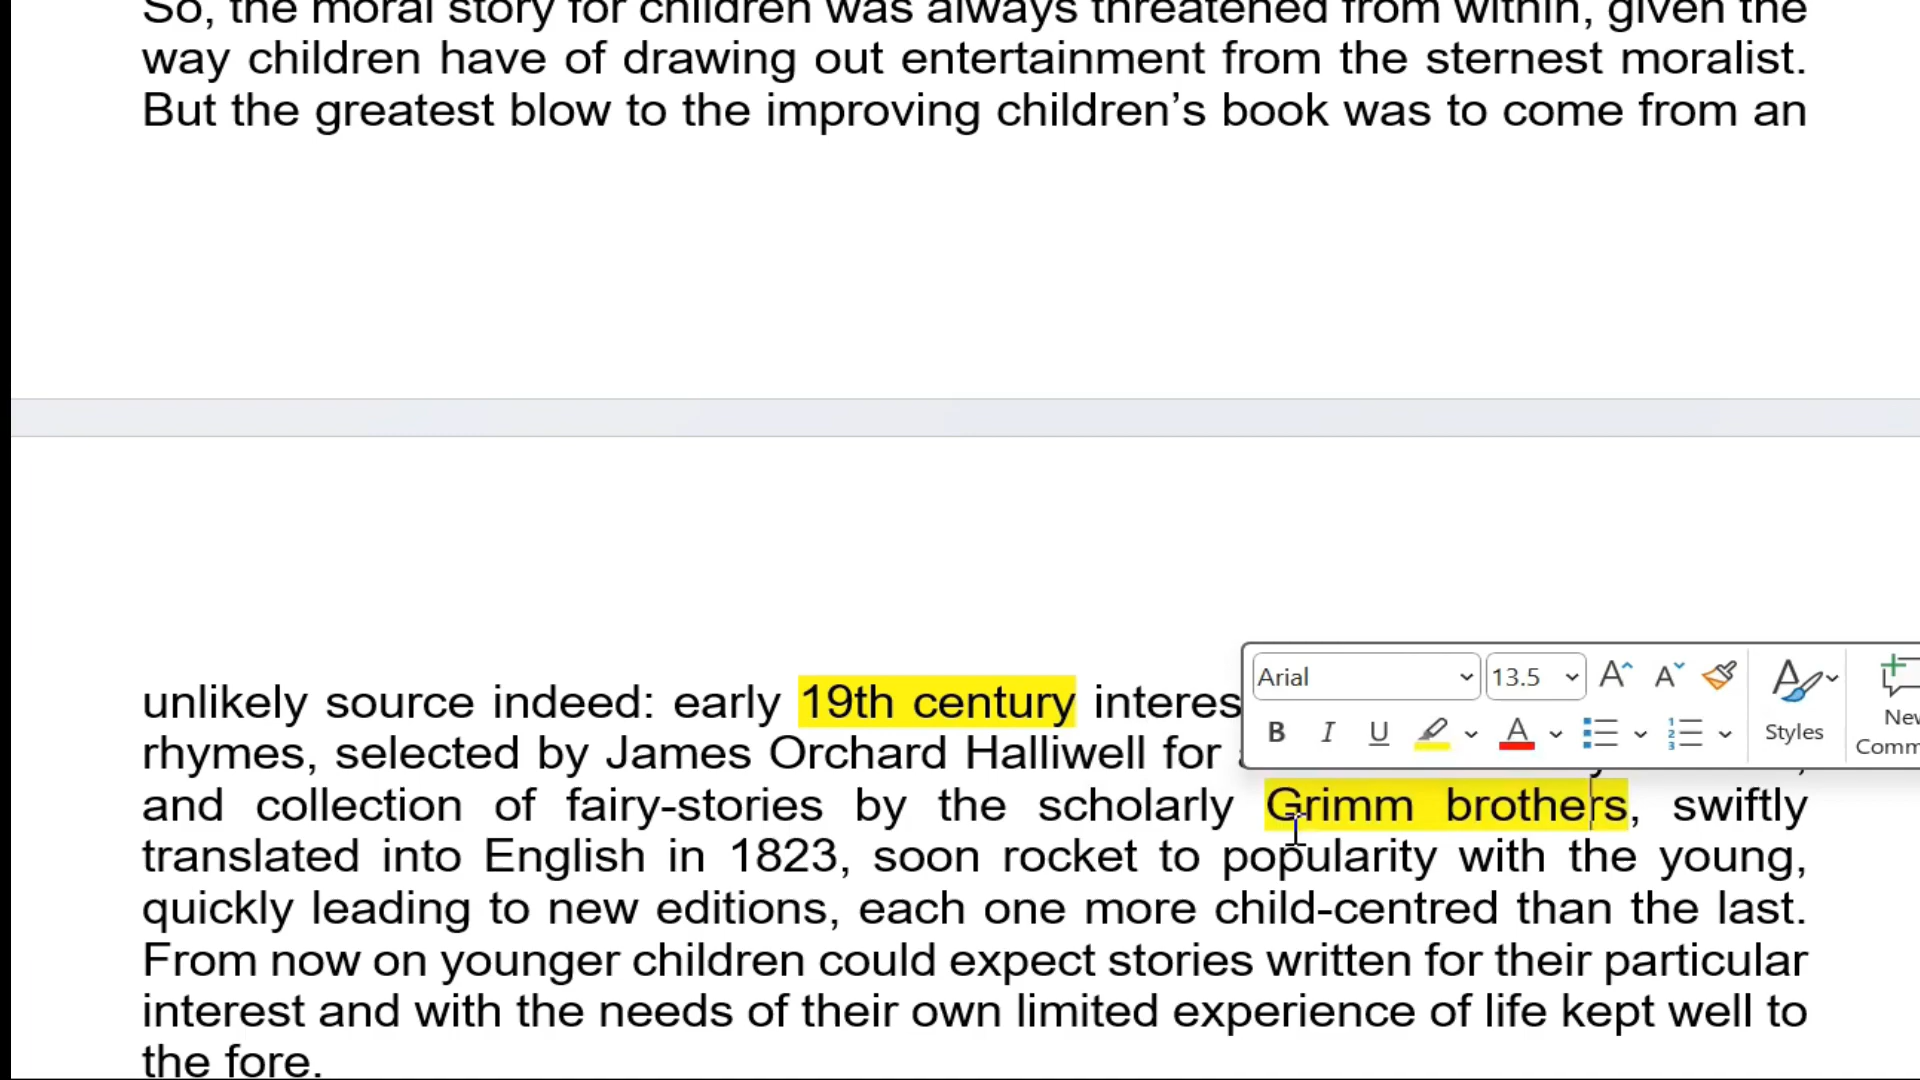 So, the moral story for children was always threatened from within, given the
way children have of drawing out entertainment from the sternest moralist.
But the greatest blow to the improving children’s book was to come from an
unlikely source indeed: early 19th century interes
Arial 13.5
B I U A Styles New
Comm
rhymes, selected by James Orchard Halliwell for
and collection of fairy-stories by the scholarly Grimm brothers, swiftly
translated into English in 1823, soon rocket to popularity with the young,
quickly leading to new editions, each one more child-centred than the last.
From now on younger children could expect stories written for their particular
interest and with the needs of their own limited experience of life kept well to
the fore.